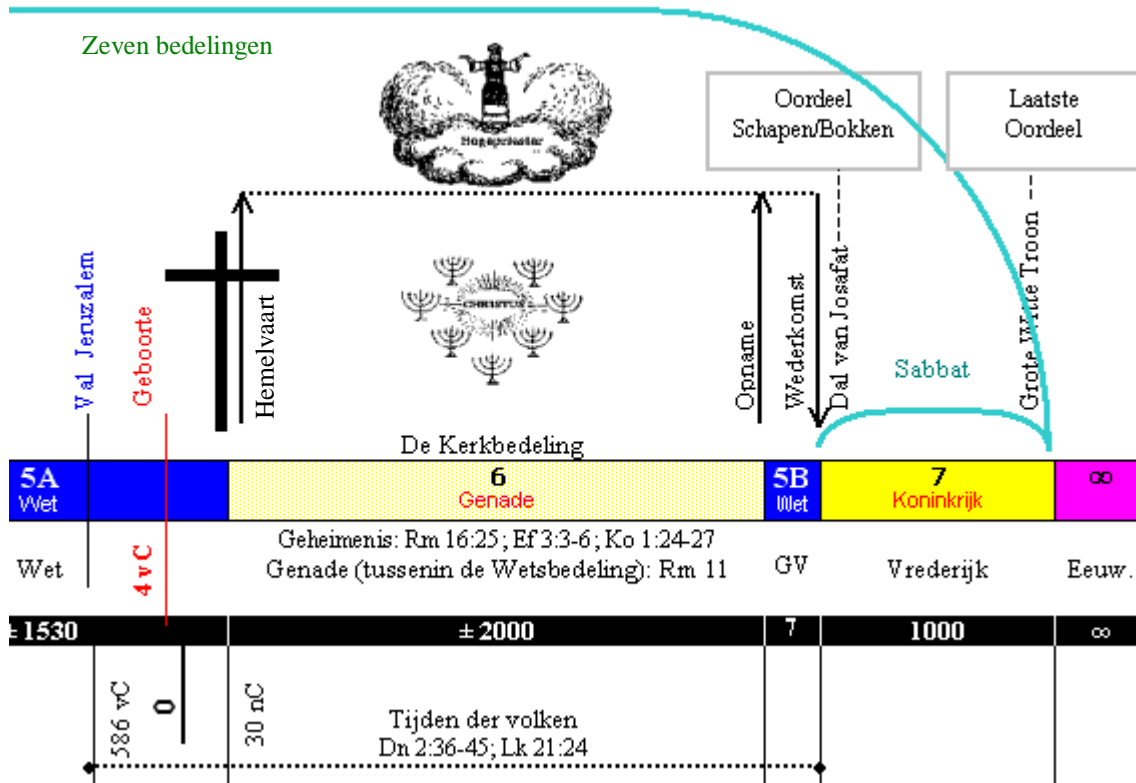 Zeven bedelingen
Hogepriester
Oordeel
Schapen/Bokken
Laatste
Oordeel
Val Jeruzalem
Geboorte
Hemelvaart
CHRISTUS
Opname
Wederkomst
Dal van Josafat
Sabbat
Grote Witte Troon
De Kerkbedeling
5A
Wet
6
Genade
5B
Wet
7
Koninkrijk
∞
Wet
4 vC
Geheimenis: Rm 16:25; Ef 3:3-6; Ko 1:24-27
Genade (tussenin de Wetsbedeling): Rm 11
GV
Vrederijk
Eeuw.
± 1530
± 2000
7
1000
∞
586 vC
0
30 nC
Tijden der volken
Dn 2:36-45; Lk 21:24